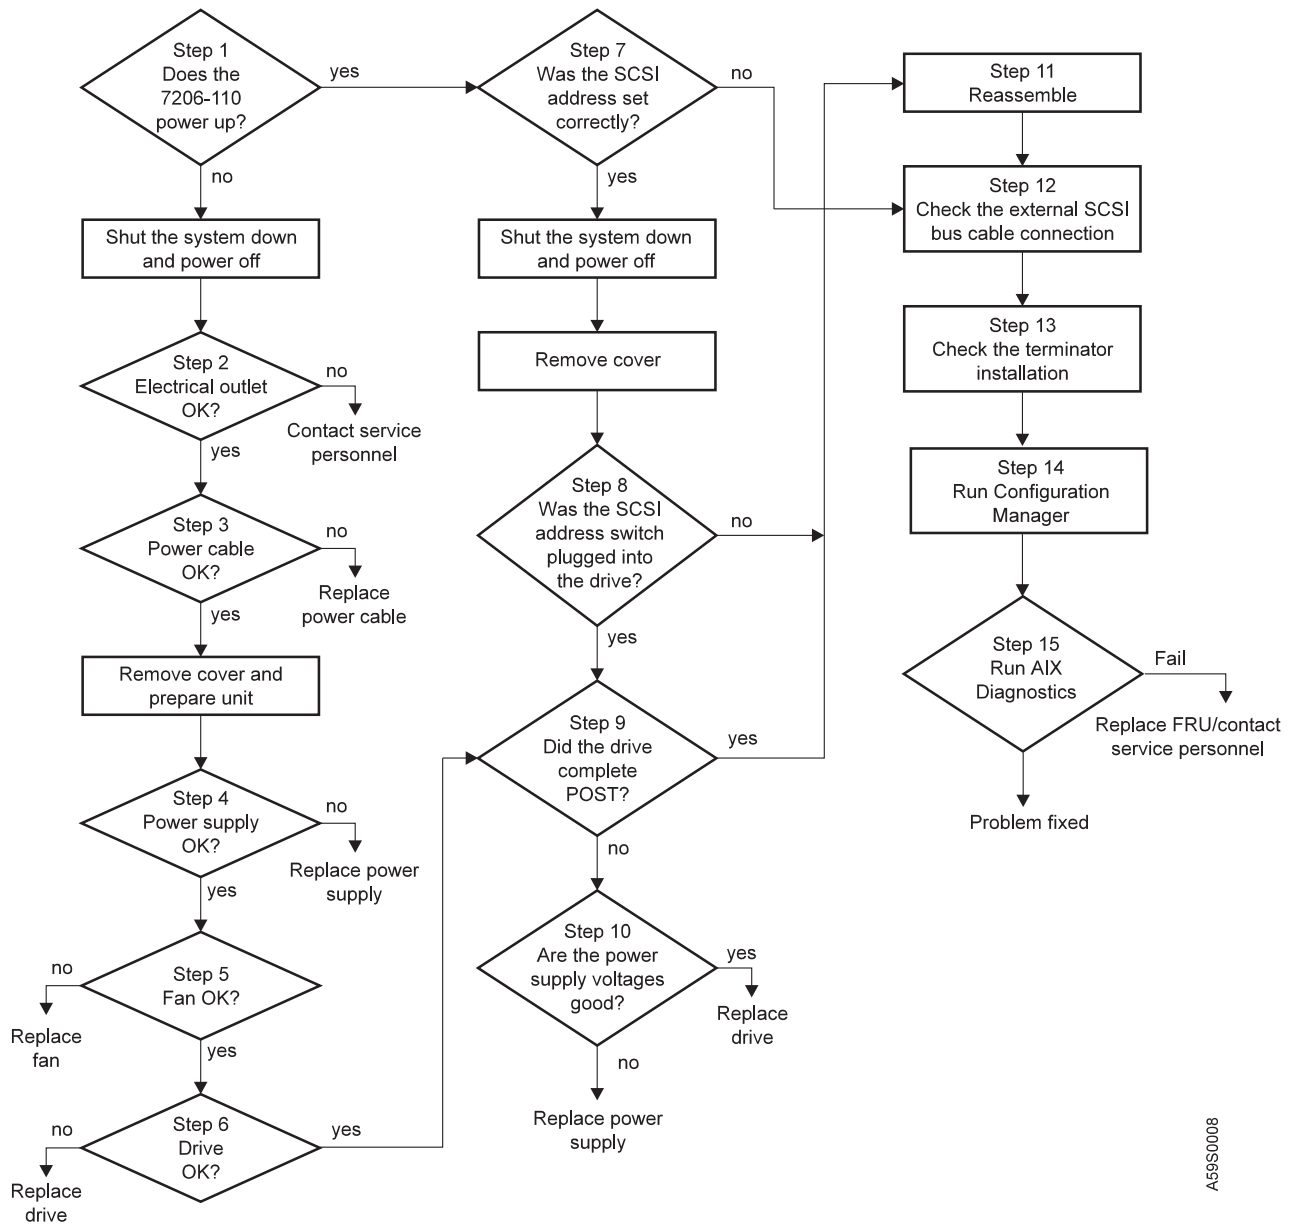 Step 1
Does the
7206-110
power up?
yes
no
Shut the system down
and power off
Step 2
Electrical outlet
OK?
no
Contact service
personnel
yes
Step 3
Power cable
OK?
no
Replace
power cable
yes
Remove cover and
prepare unit
Step 4
Power supply
OK?
no
Replace power
supply
yes
Step 5
Fan OK?
no
Replace
fan
yes
Step 6
Drive
OK?
no
Replace
drive
yes
Step 7
Was the SCSI
address set
correctly?
no
yes
Shut the system down
and power off
Remove cover
Step 8
Was the SCSI
address switch
plugged into
the drive?
no
yes
Step 9
Did the drive
complete
POST?
yes
no
Step 10
Are the power
supply voltages
good?
yes
Replace
drive
no
Replace power
supply
Step 11
Reassemble
Step 12
Check the external SCSI
bus cable connection
Step 13
Check the terminator
installation
Step 14
Run Configuration
Manager
Step 15
Run AIX
Diagnostics
Fail
Replace FRU/contact
service personnel
Problem fixed
A59S0008